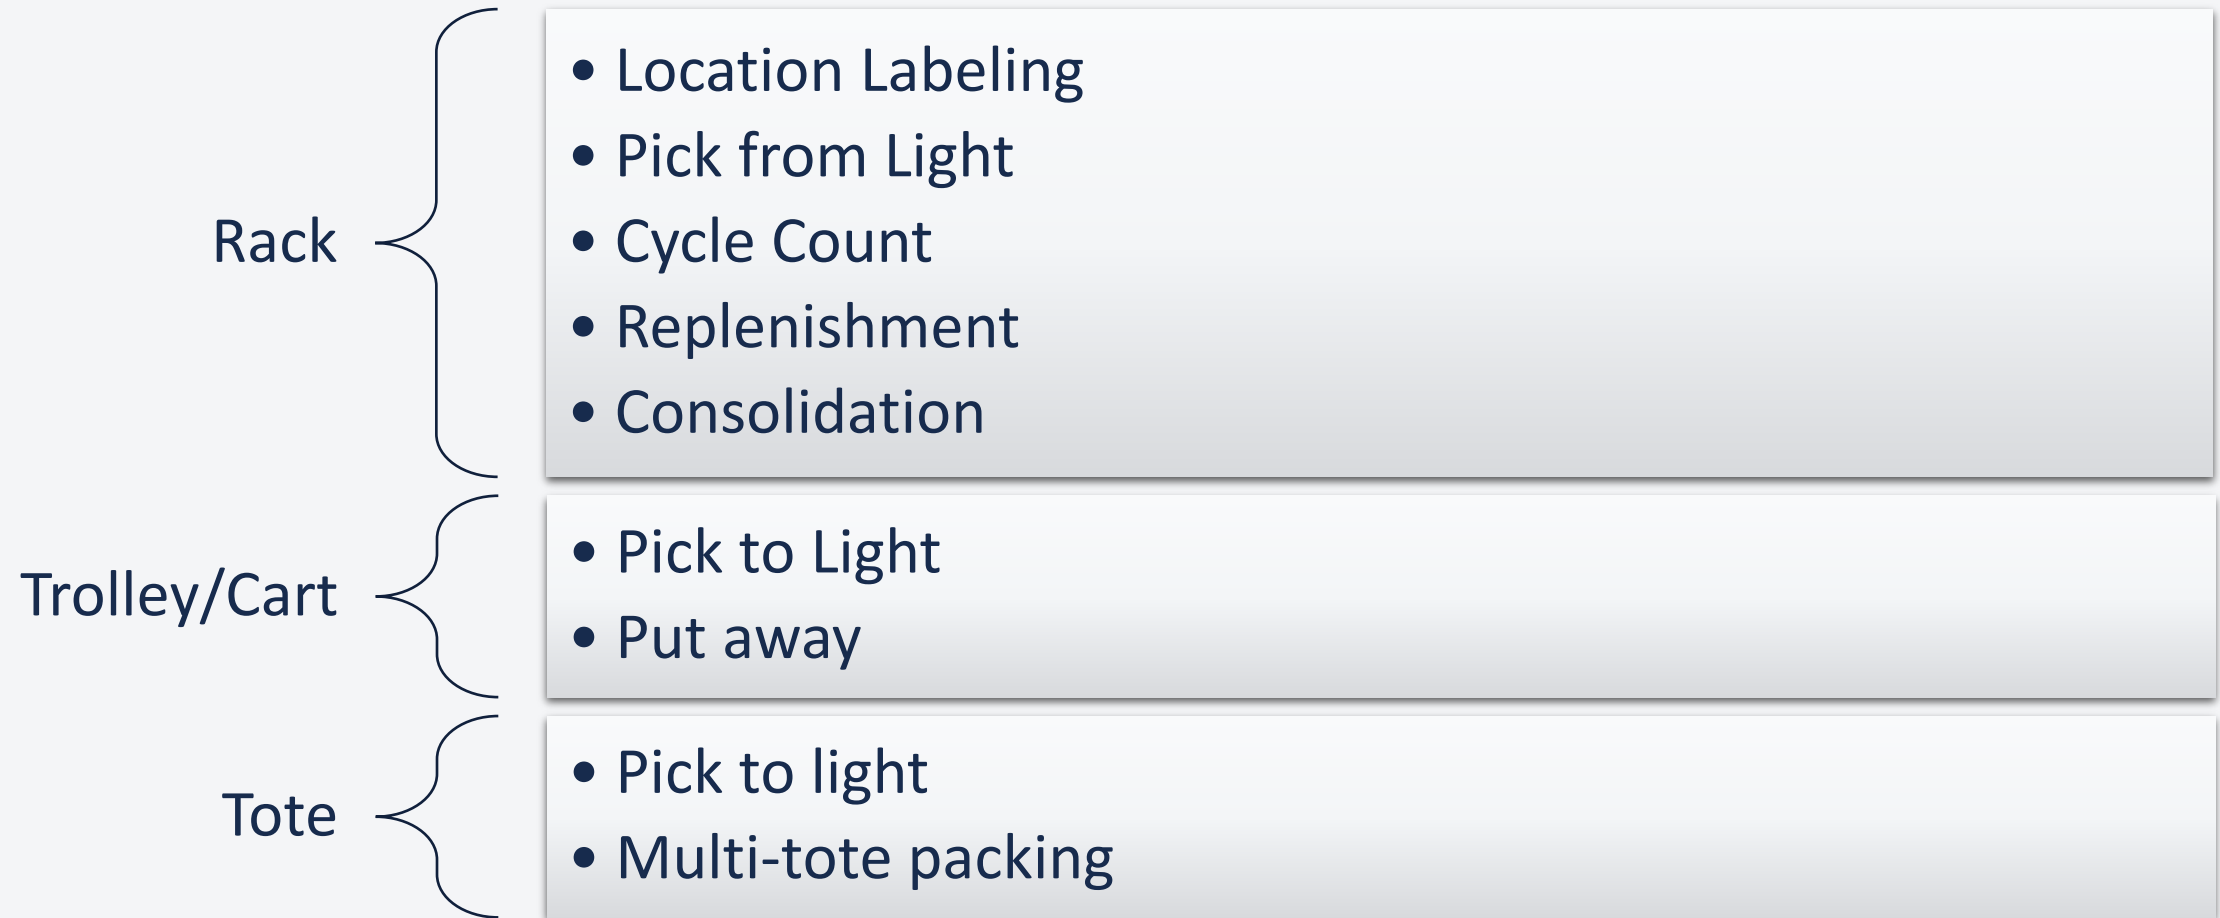 Rack
• Location Labeling
• Pick from Light
• Cycle Count
• Replenishment
• Consolidation
Trolley/Cart
• Pick to Light
• Put away
Tote
• Pick to light
• Multi-tote packing